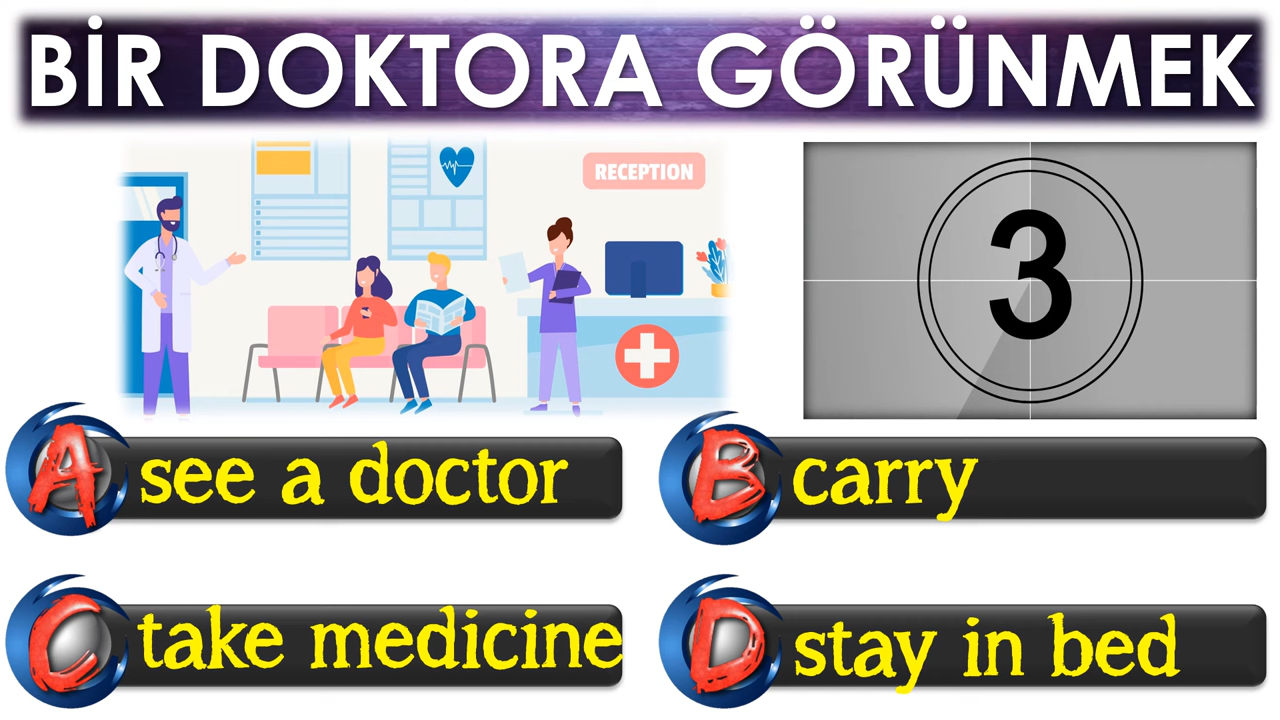 BİR DOKTORA GÖRÜNMEK
RECEPTION
3
A see a doctor
B carry
C take medicine
D stay in bed